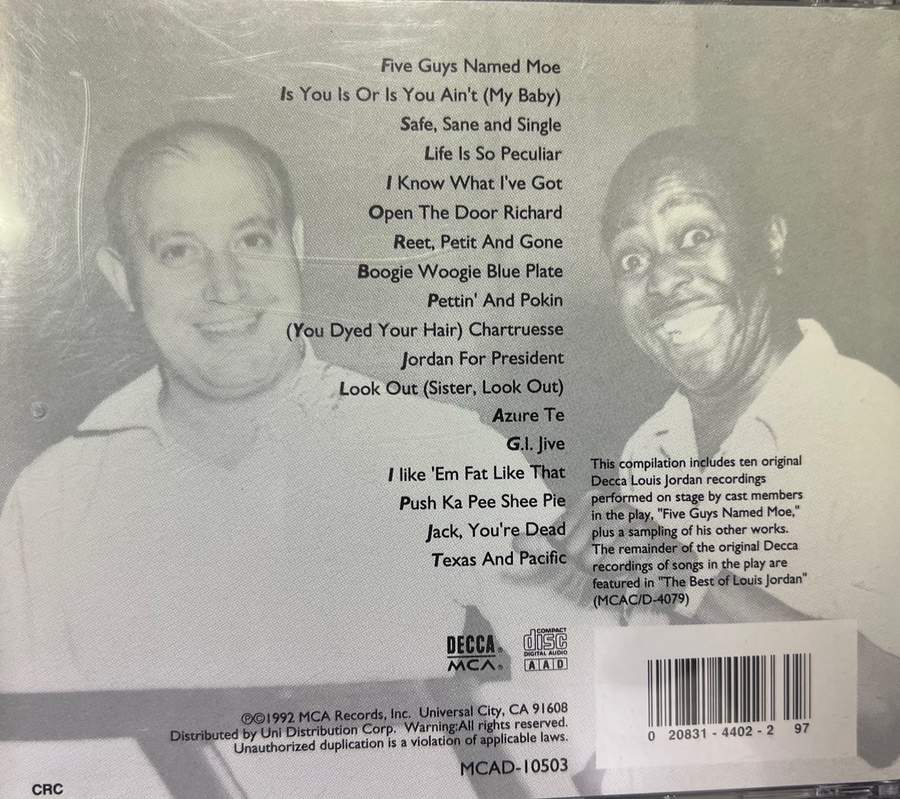 Five Guys Named Moe
Is You Is Or Is You Ain't (My Baby)
Safe, Sane and Single
Life Is So Peculiar
I Know What I've Got
Open The Door Richard
Reet, Petit And Gone
Boogie Woogie Blue Plate
Pettin' And Pokin
(You Dyed Your Hair) Chartruesse
Jordan For President
Look Out (Sister, Look Out)
Azure Te
G.I. Jive
I like 'Em Fat Like That
Push Ka Pee Shee Pie
Jack, You're Dead
Texas And Pacific
This compilation includes ten original
Decca Louis Jordan recordings
performed on stage by cast members
in the play, "Five Guys Named Moe,"
plus a sampling of his other works.
The remainder of the original Decca
recordings of songs in the play are
featured in "The Best of Louis Jordan"
(MCAC/D-4079)
DECCA®
MCA®
COMPACT
disc
DIGITAL AUDIO
AAD
℗©1992 MCA Records, Inc. Universal City, CA 91608
Distributed by Uni Distribution Corp. Warning:All rights reserved.
Unauthorized duplication is a violation of applicable laws.
MCAD-10503
0 20831-4402-2 97
CRC